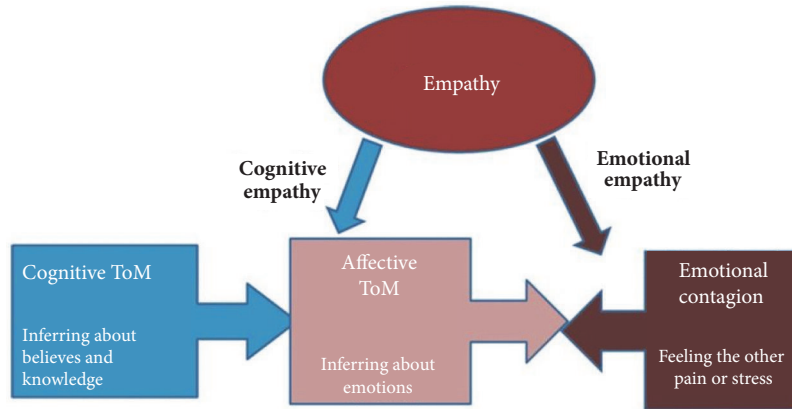 Empathy
Cognitive
empathy
Emotional
empathy
Cognitive ToM
Inferring about
believes and
knowledge
Affective
ToM
Inferring about
emotions
Emotional
contagion
Feeling the other
pain or stress